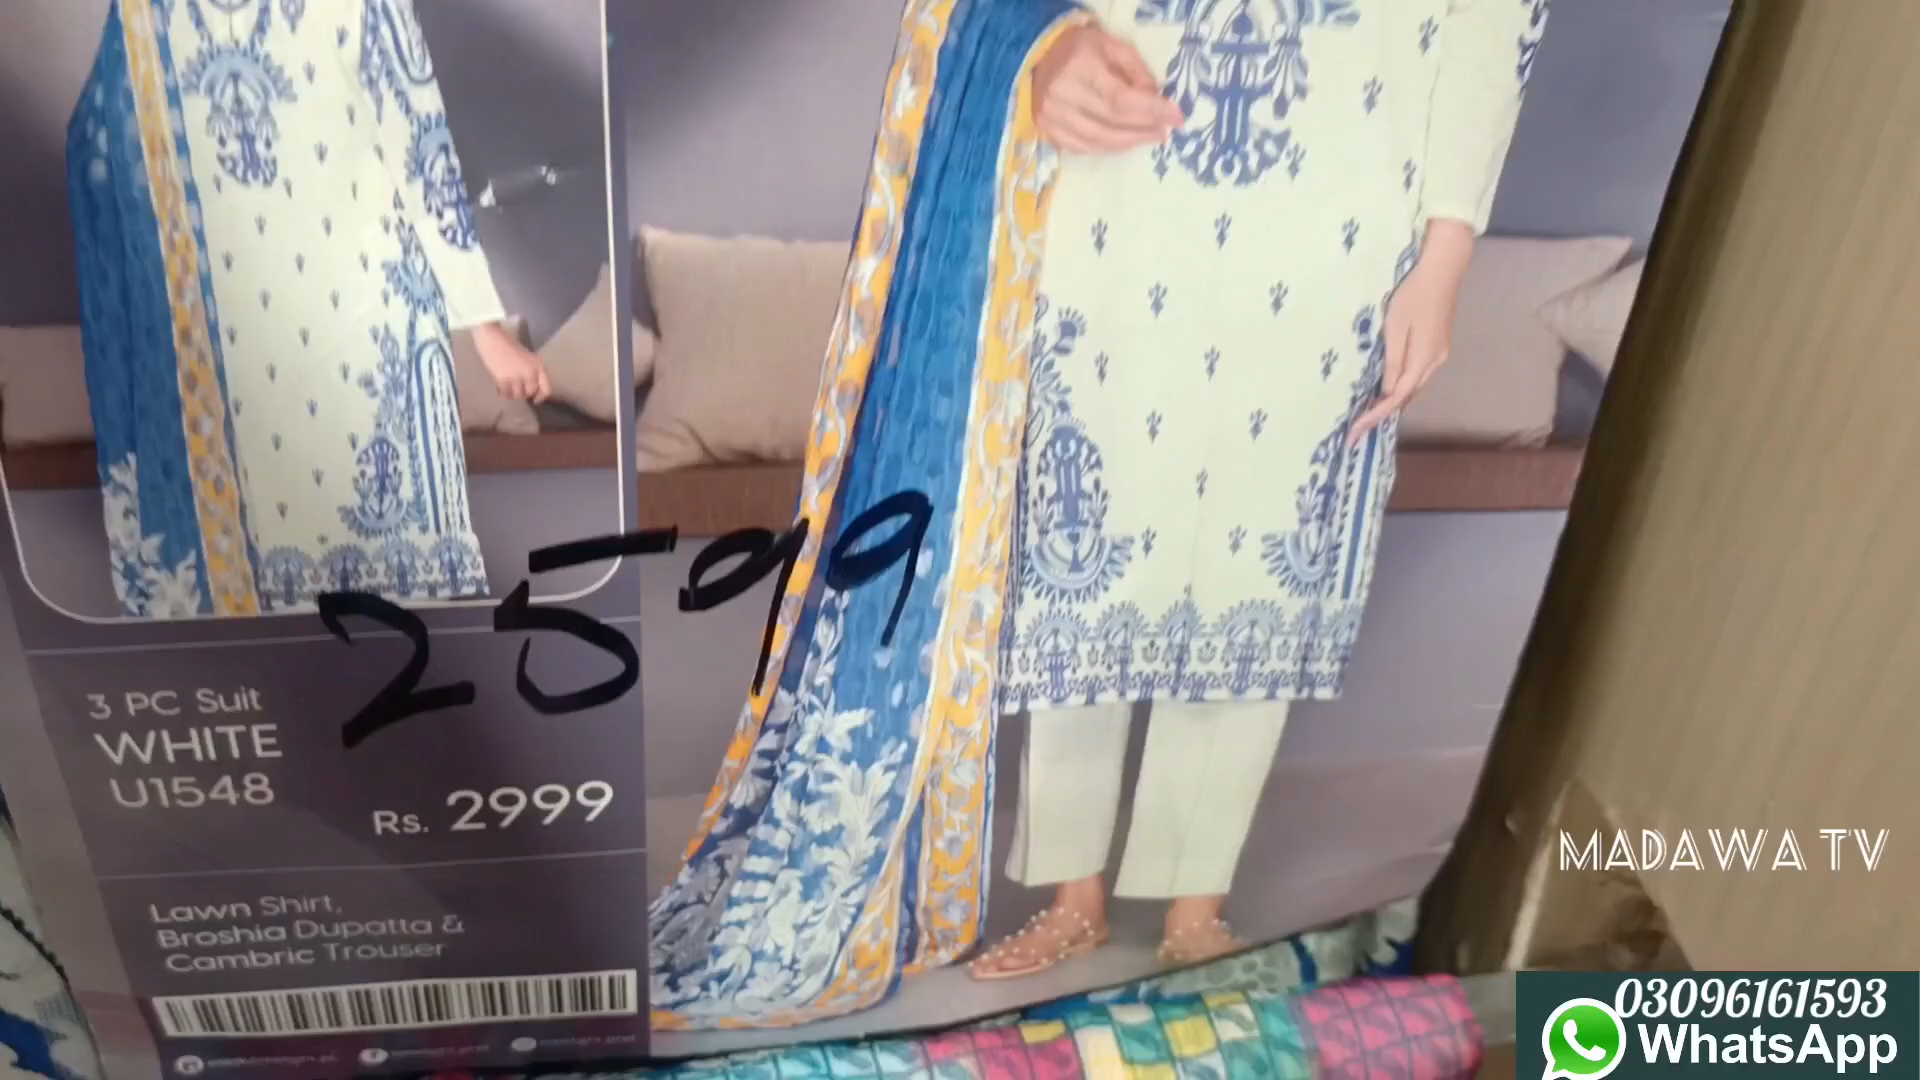 2599
3 PC Suit
WHITE
U1548
Rs. 2999
Lawn Shirt,
Broshia Dupatta &
Cambric Trouser
MADAWA TV
03096161593
WhatsApp